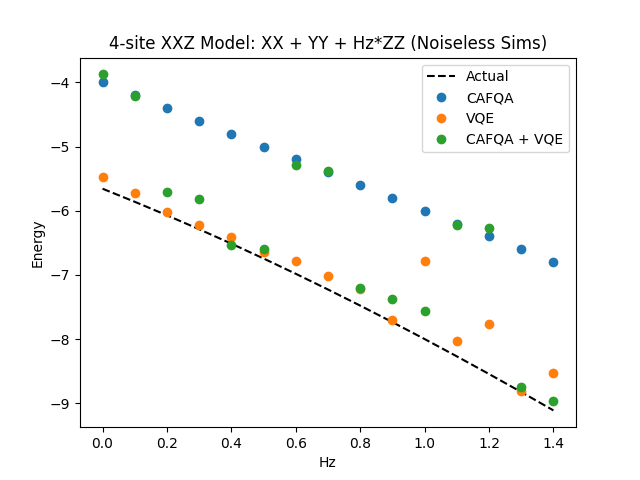 4-site XXZ Model: XX + YY + Hz*ZZ (Noiseless Sims)
Actual
CAFQA
VQE
CAFQA + VQE
Energy
−4
−5
−6
−7
−8
−9
0.0 0.2 0.4 0.6 0.8 1.0 1.2 1.4
Hz